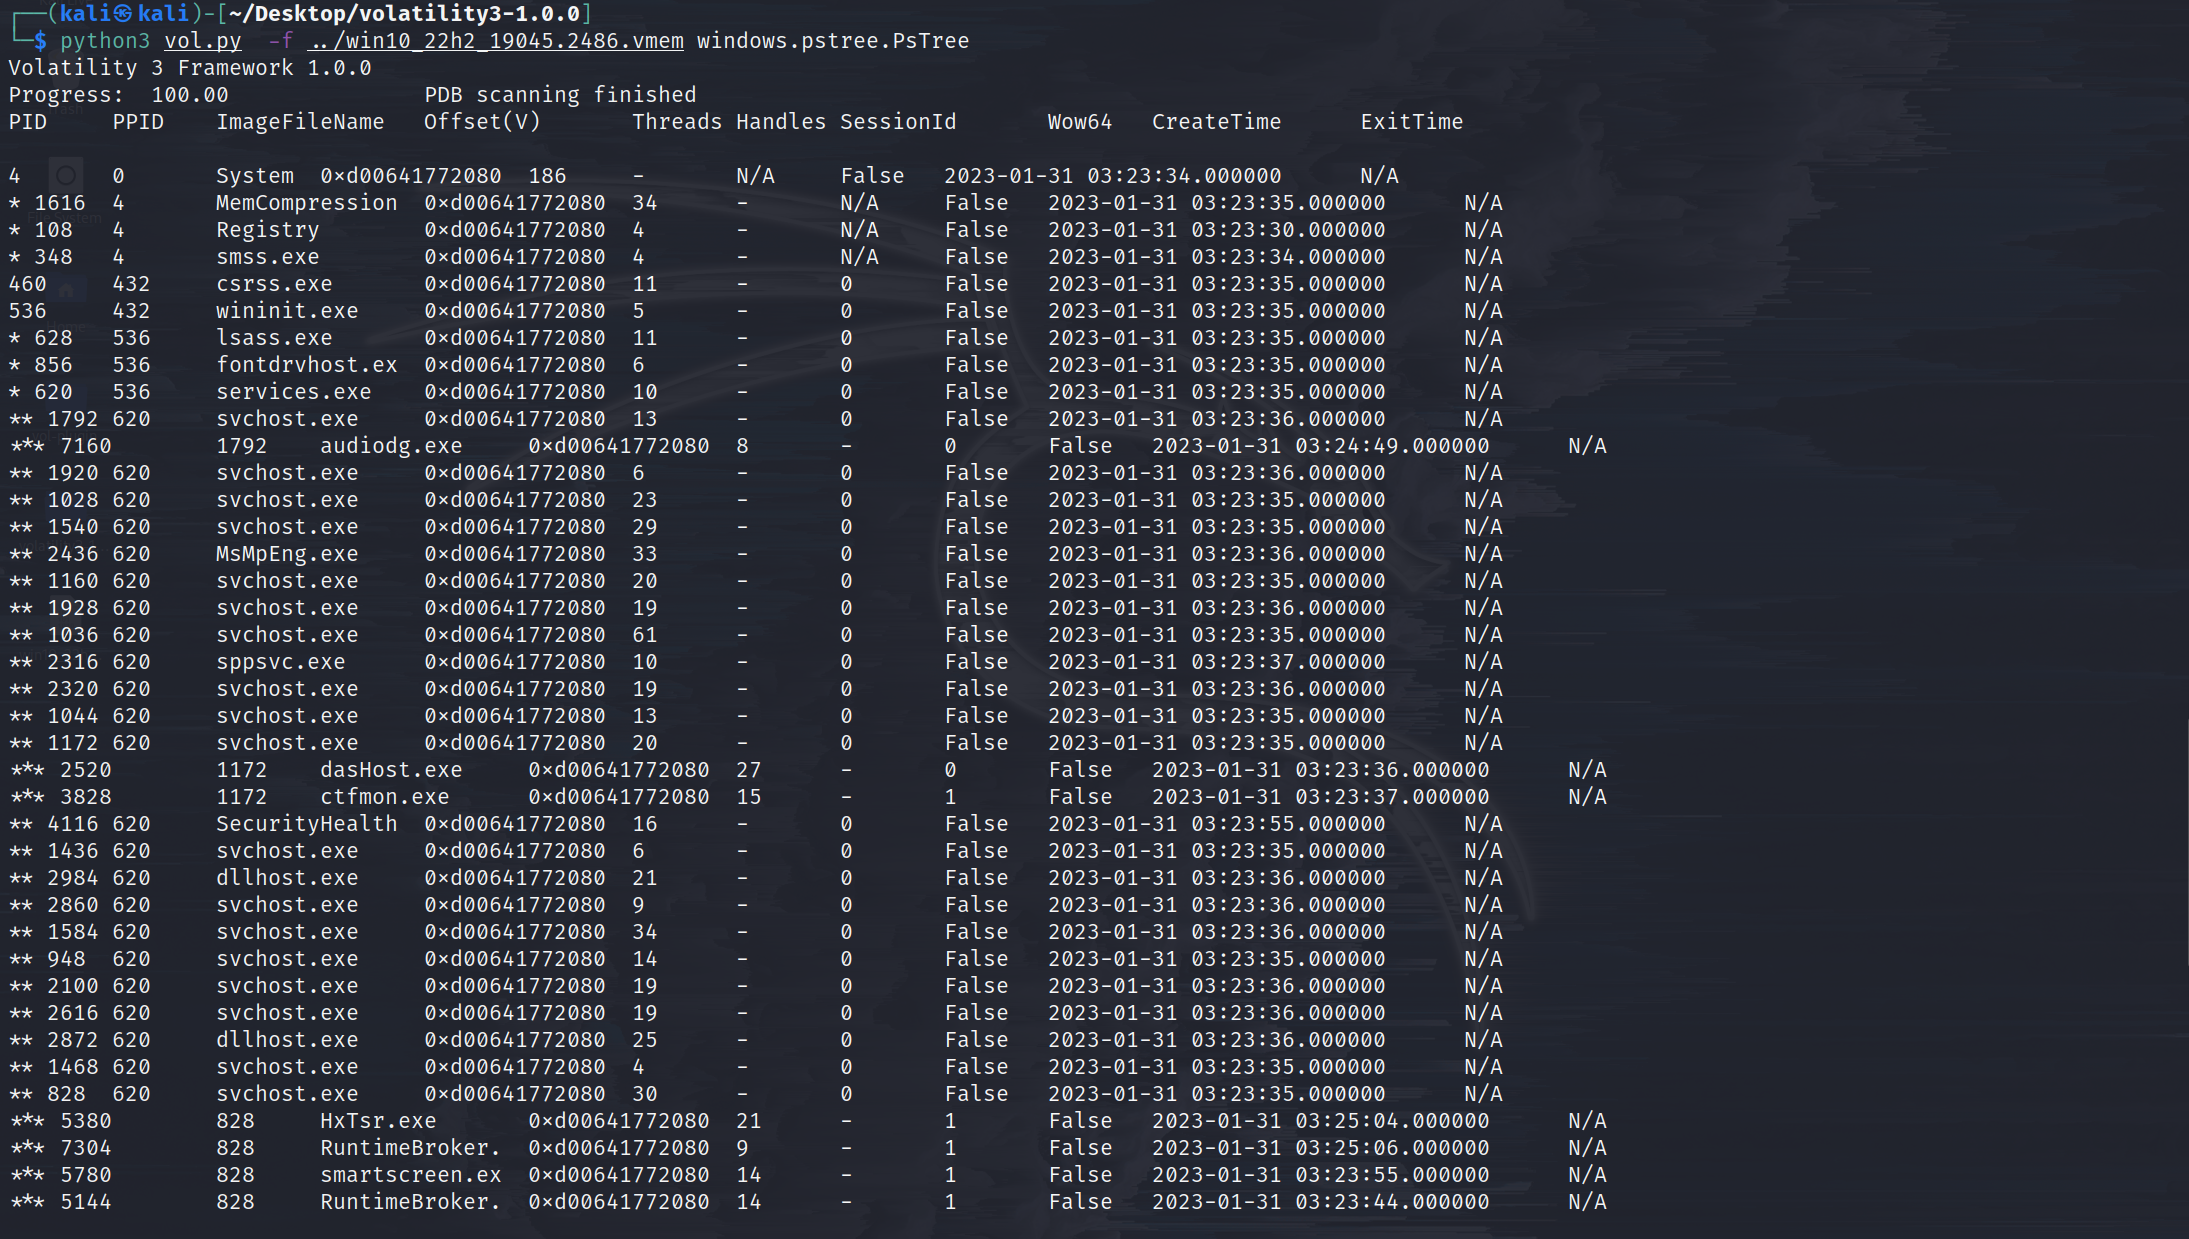 ┌──(kali㉿kali)-[~/Desktop/volatility3-1.0.0]
└─$ python3 vol.py  -f ../win10_22h2_19045.2486.vmem windows.pstree.PsTree
Volatility 3 Framework 1.0.0
Progress:  100.00               PDB scanning finished
PID     PPID    ImageFileName   Offset(V)       Threads Handles SessionId       Wow64   CreateTime      ExitTime

4       0       System  0×d00641772080  186     -       N/A     False   2023-01-31 03:23:34.000000      N/A
* 1616  4       MemCompression  0×d00641772080  34      -       N/A     False   2023-01-31 03:23:35.000000      N/A
* 108   4       Registry        0×d00641772080  4       -       N/A     False   2023-01-31 03:23:30.000000      N/A
* 348   4       smss.exe        0×d00641772080  4       -       N/A     False   2023-01-31 03:23:34.000000      N/A
460     432     csrss.exe       0×d00641772080  11      -       0       False   2023-01-31 03:23:35.000000      N/A
536     432     wininit.exe     0×d00641772080  5       -       0       False   2023-01-31 03:23:35.000000      N/A
* 628   536     lsass.exe       0×d00641772080  11      -       0       False   2023-01-31 03:23:35.000000      N/A
* 856   536     fontdrvhost.ex  0×d00641772080  6       -       0       False   2023-01-31 03:23:35.000000      N/A
* 620   536     services.exe    0×d00641772080  10      -       0       False   2023-01-31 03:23:35.000000      N/A
** 1792 620     svchost.exe     0×d00641772080  13      -       0       False   2023-01-31 03:23:36.000000      N/A
*** 7160        1792    audiodg.exe     0×d00641772080  8       -       0       False   2023-01-31 03:24:49.000000      N/A
** 1920 620     svchost.exe     0×d00641772080  6       -       0       False   2023-01-31 03:23:36.000000      N/A
** 1028 620     svchost.exe     0×d00641772080  23      -       0       False   2023-01-31 03:23:35.000000      N/A
** 1540 620     svchost.exe     0×d00641772080  29      -       0       False   2023-01-31 03:23:35.000000      N/A
** 2436 620     MsMpEng.exe     0×d00641772080  33      -       0       False   2023-01-31 03:23:36.000000      N/A
** 1160 620     svchost.exe     0×d00641772080  20      -       0       False   2023-01-31 03:23:35.000000      N/A
** 1928 620     svchost.exe     0×d00641772080  19      -       0       False   2023-01-31 03:23:36.000000      N/A
** 1036 620     svchost.exe     0×d00641772080  61      -       0       False   2023-01-31 03:23:35.000000      N/A
** 2316 620     sppsvc.exe      0×d00641772080  10      -       0       False   2023-01-31 03:23:37.000000      N/A
** 2320 620     svchost.exe     0×d00641772080  19      -       0       False   2023-01-31 03:23:36.000000      N/A
** 1044 620     svchost.exe     0×d00641772080  13      -       0       False   2023-01-31 03:23:35.000000      N/A
** 1172 620     svchost.exe     0×d00641772080  20      -       0       False   2023-01-31 03:23:35.000000      N/A
*** 2520        1172    dasHost.exe     0×d00641772080  27      -       0       False   2023-01-31 03:23:36.000000      N/A
*** 3828        1172    ctfmon.exe      0×d00641772080  15      -       1       False   2023-01-31 03:23:37.000000      N/A
** 4116 620     SecurityHealth  0×d00641772080  16      -       0       False   2023-01-31 03:23:55.000000      N/A
** 1436 620     svchost.exe     0×d00641772080  6       -       0       False   2023-01-31 03:23:35.000000      N/A
** 2984 620     dllhost.exe     0×d00641772080  21      -       0       False   2023-01-31 03:23:36.000000      N/A
** 2860 620     svchost.exe     0×d00641772080  9       -       0       False   2023-01-31 03:23:36.000000      N/A
** 1584 620     svchost.exe     0×d00641772080  34      -       0       False   2023-01-31 03:23:36.000000      N/A
** 948  620     svchost.exe     0×d00641772080  14      -       0       False   2023-01-31 03:23:35.000000      N/A
** 2100 620     svchost.exe     0×d00641772080  19      -       0       False   2023-01-31 03:23:36.000000      N/A
** 2616 620     svchost.exe     0×d00641772080  19      -       0       False   2023-01-31 03:23:36.000000      N/A
** 2872 620     dllhost.exe     0×d00641772080  25      -       0       False   2023-01-31 03:23:36.000000      N/A
** 1468 620     svchost.exe     0×d00641772080  4       -       0       False   2023-01-31 03:23:35.000000      N/A
** 828  620     svchost.exe     0×d00641772080  30      -       0       False   2023-01-31 03:23:35.000000      N/A
*** 5380        828     HxTsr.exe       0×d00641772080  21      -       1       False   2023-01-31 03:25:04.000000      N/A
*** 7304        828     RuntimeBroker.  0×d00641772080  9       -       1       False   2023-01-31 03:25:06.000000      N/A
*** 5780        828     smartscreen.ex  0×d00641772080  14      -       1       False   2023-01-31 03:23:55.000000      N/A
*** 5144        828     RuntimeBroker.  0×d00641772080  14      -       1       False   2023-01-31 03:23:44.000000      N/A